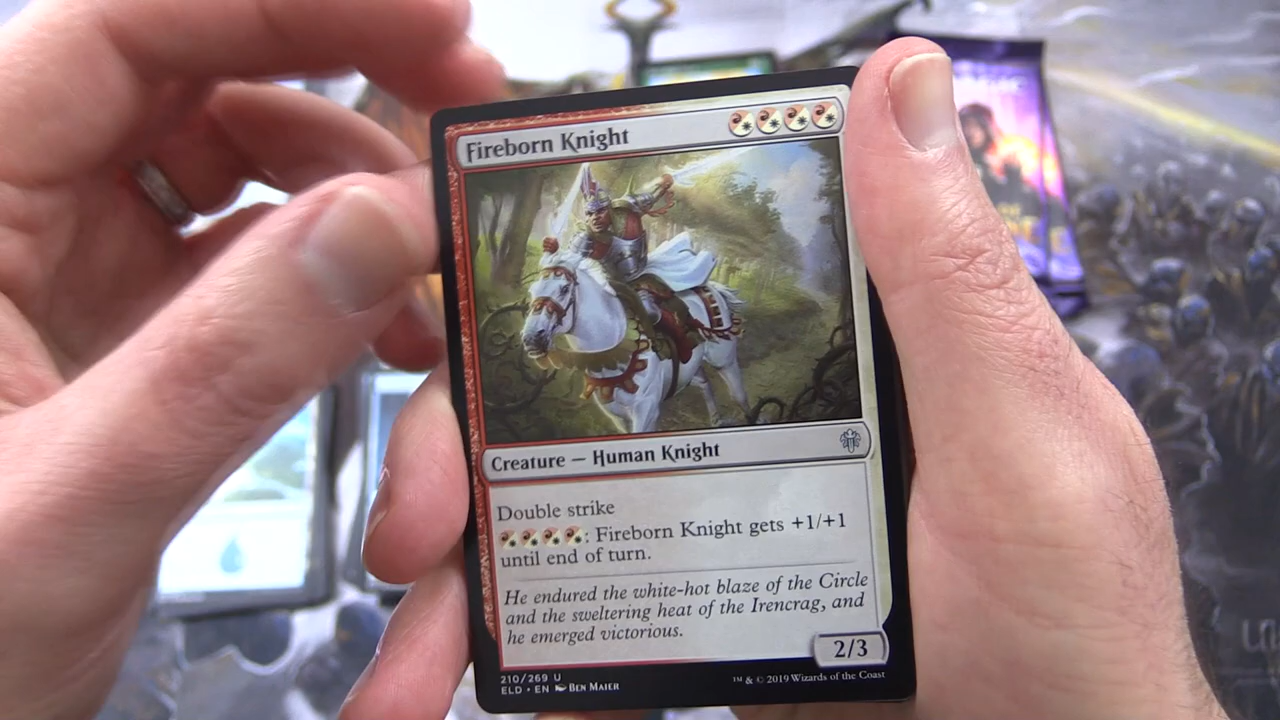 Fireborn Knight
Creature — Human Knight
Double strike
: Fireborn Knight gets +1/+1
until end of turn.
He endured the white-hot blaze of the Circle
and the sweltering heat of the Irencrag, and
he emerged victorious.
2/3
210/269 U
ELD • EN Ben Maier
™ & © 2019 Wizards of the Coast